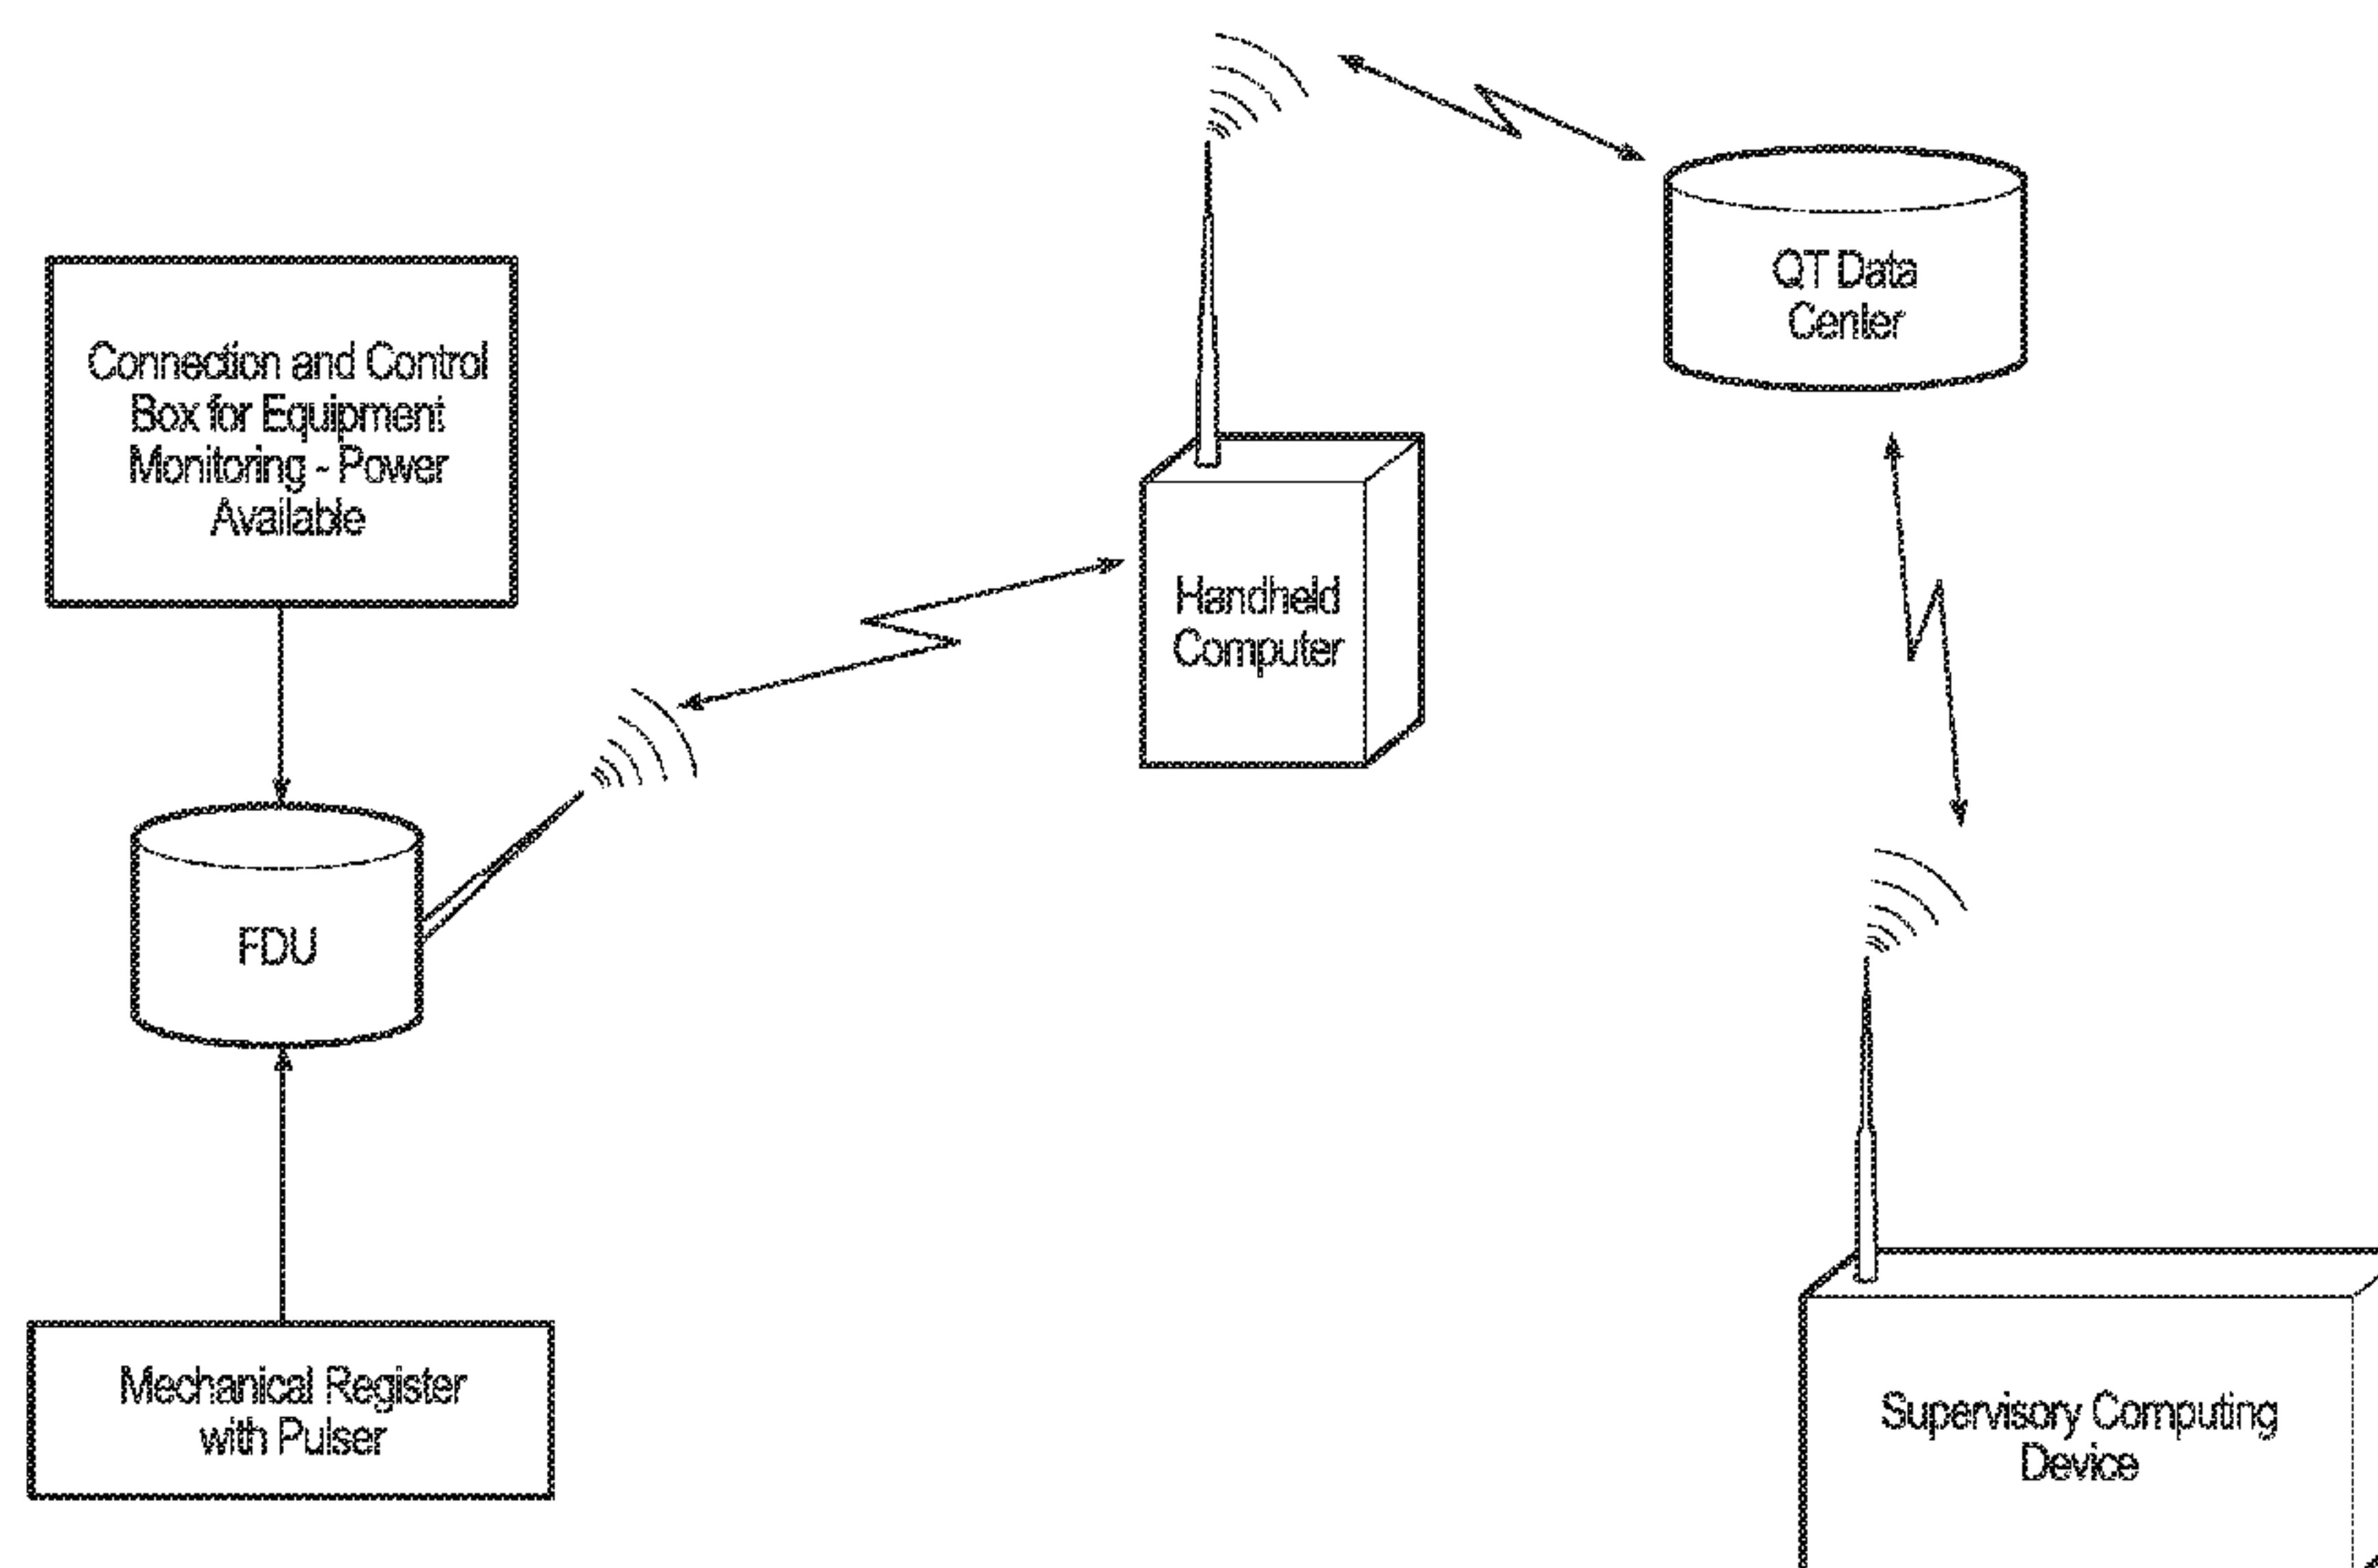 QT Data
Center
Connection and Control
Box for Equipment
Monitoring - Power
Available
Handheld
Computer
FDU
Mechanical Register
with Pulser
Supervisory Computing
Device